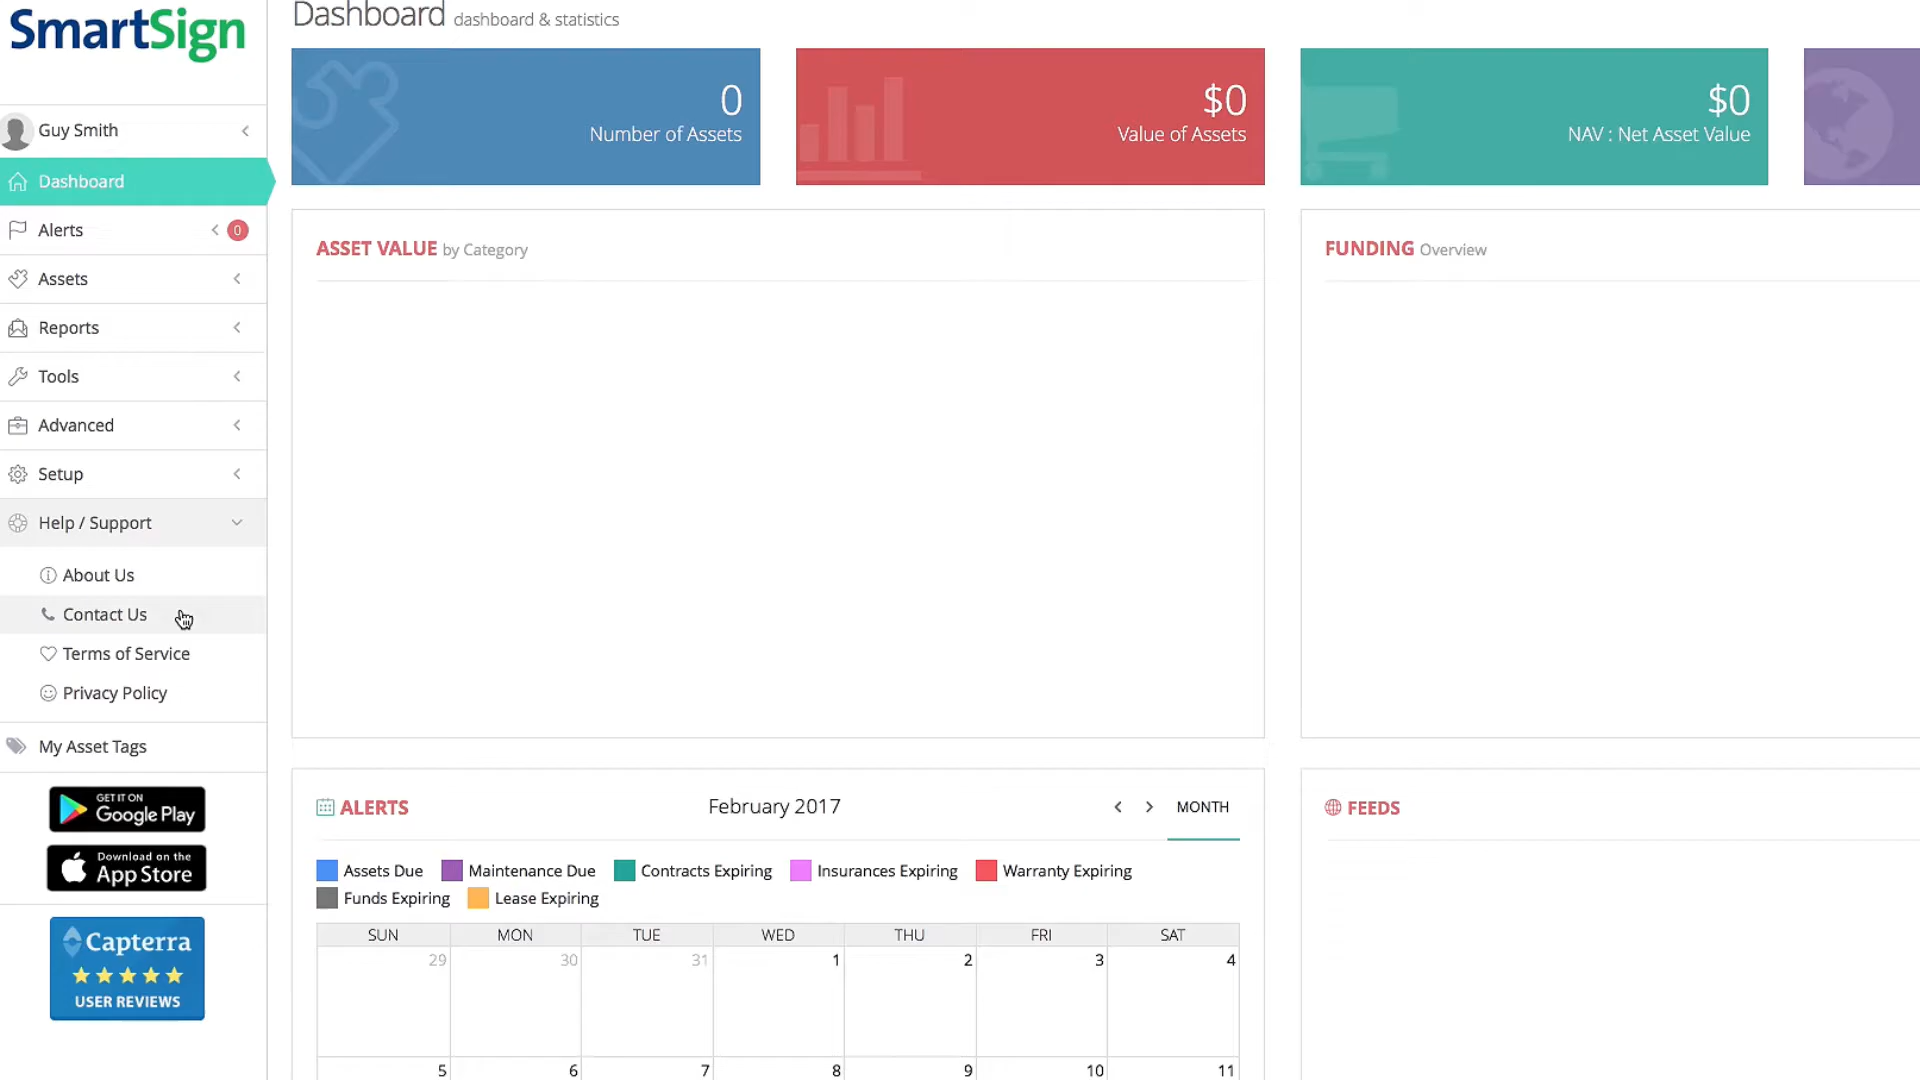 SmartSign
Guy Smith
Dashboard
Alerts 0
Assets
Reports
Tools
Advanced
Setup
Help / Support
About Us
Contact Us
Terms of Service
Privacy Policy
My Asset Tags
GET IT ON
Google Play
Download on the
App Store
Capterra
USER REVIEWS
Dashboard dashboard & statistics
0
Number of Assets
$0
Value of Assets
$0
NAV : Net Asset Value
ASSET VALUE by Category
FUNDING Overview
ALERTS February 2017 MONTH
Assets Due Maintenance Due Contracts Expiring Insurances Expiring Warranty Expiring
Funds Expiring Lease Expiring
SUN MON TUE WED THU FRI SAT
29 30 31 1 2 3 4
5 6 7 8 9 10 11
FEEDS